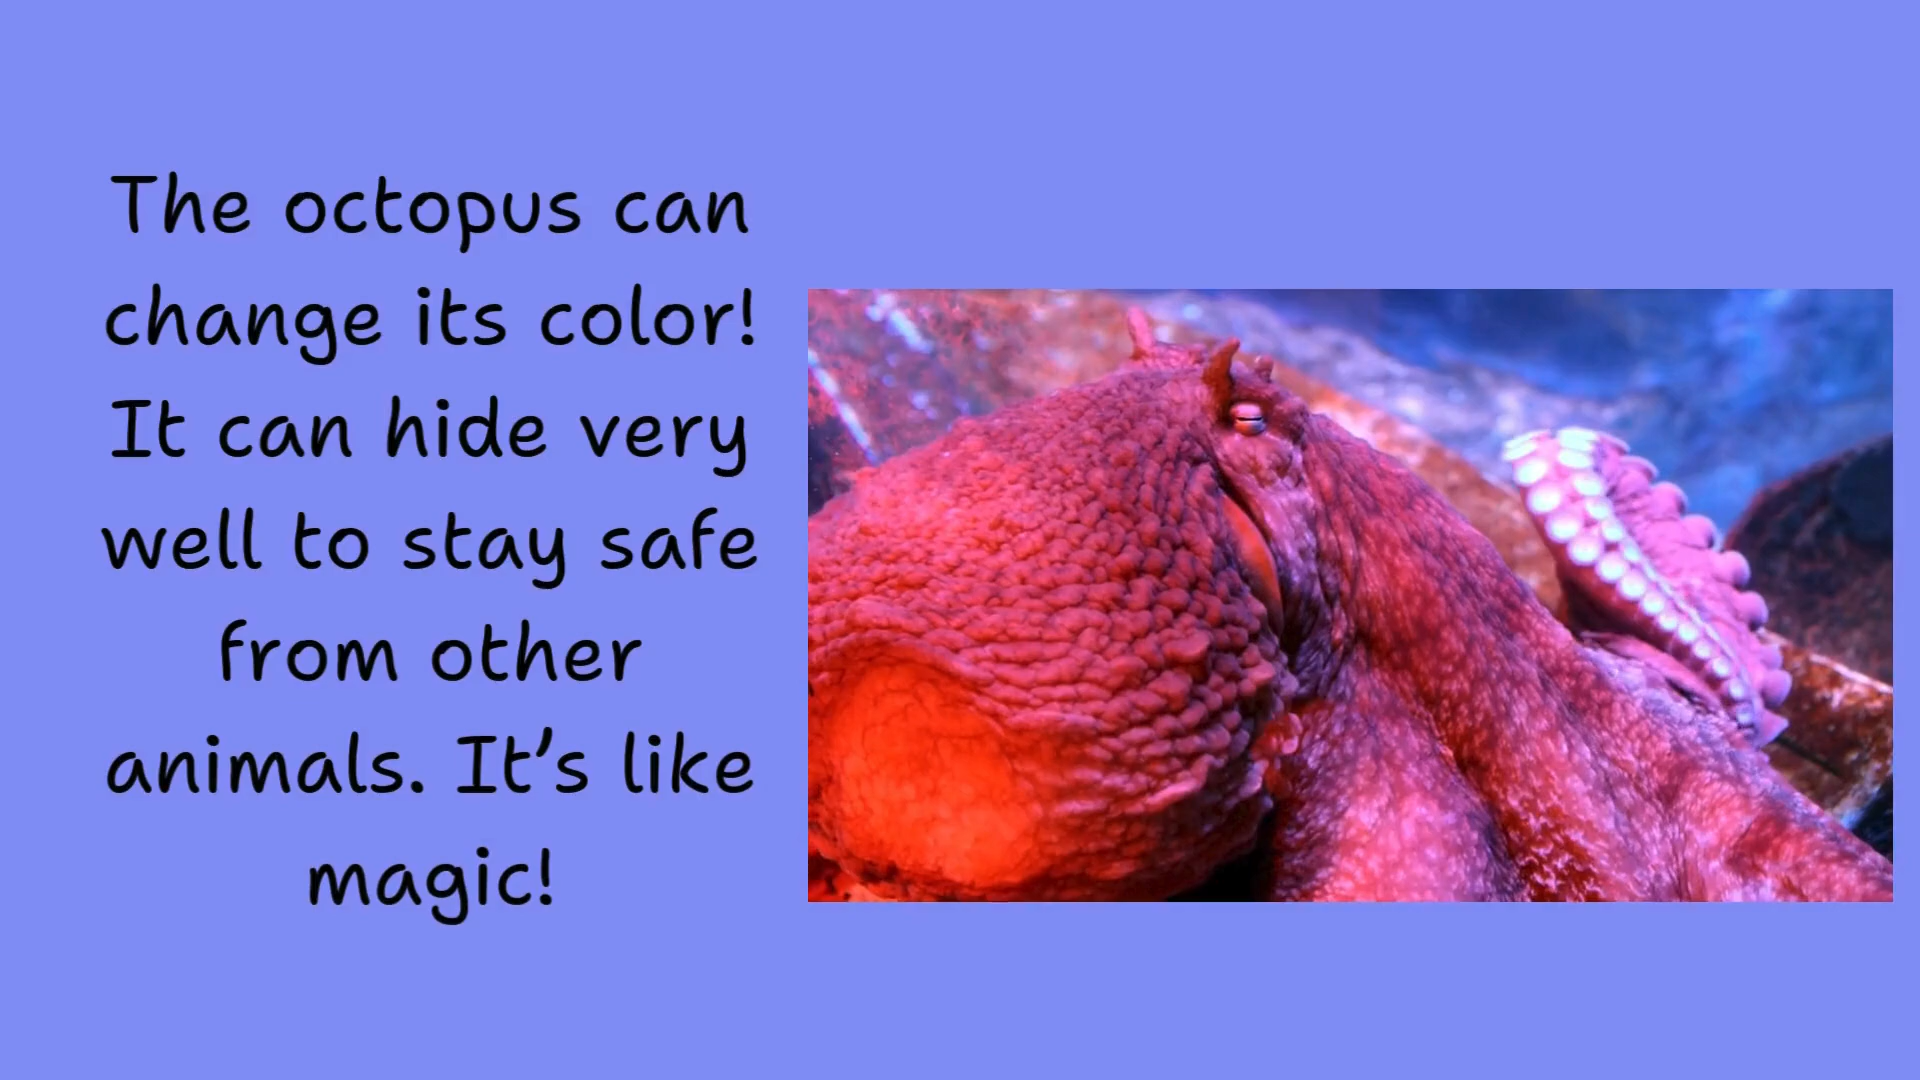 The octopus can
change its color!
It can hide very
well to stay safe
from other
animals. It’s like
magic!